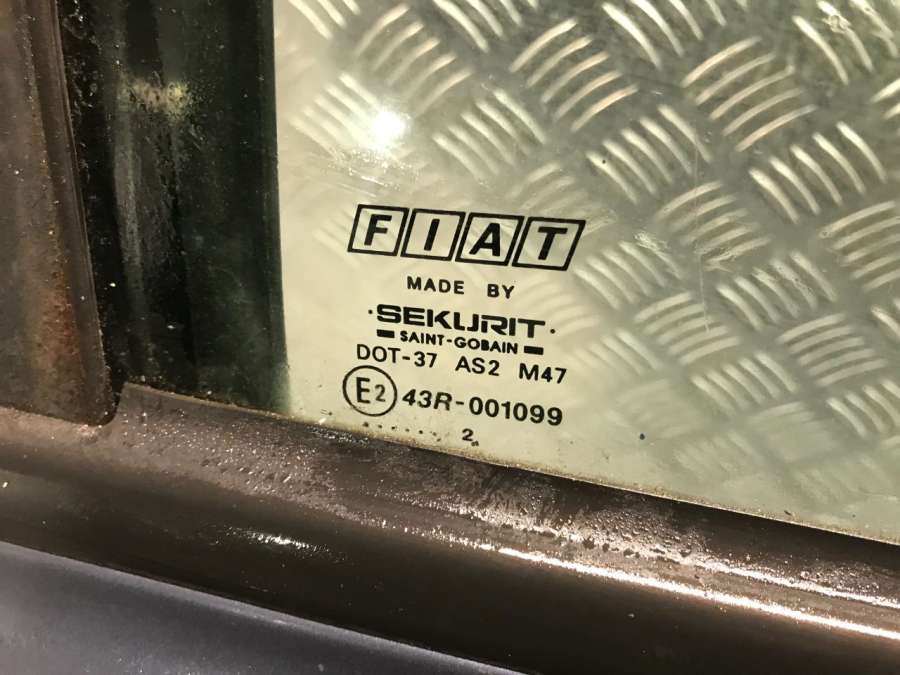 FIAT
MADE BY
·SEKURIT·
SAINT-GOBAIN
DOT-37 AS2 M47
E2 43R-001099
.......2.